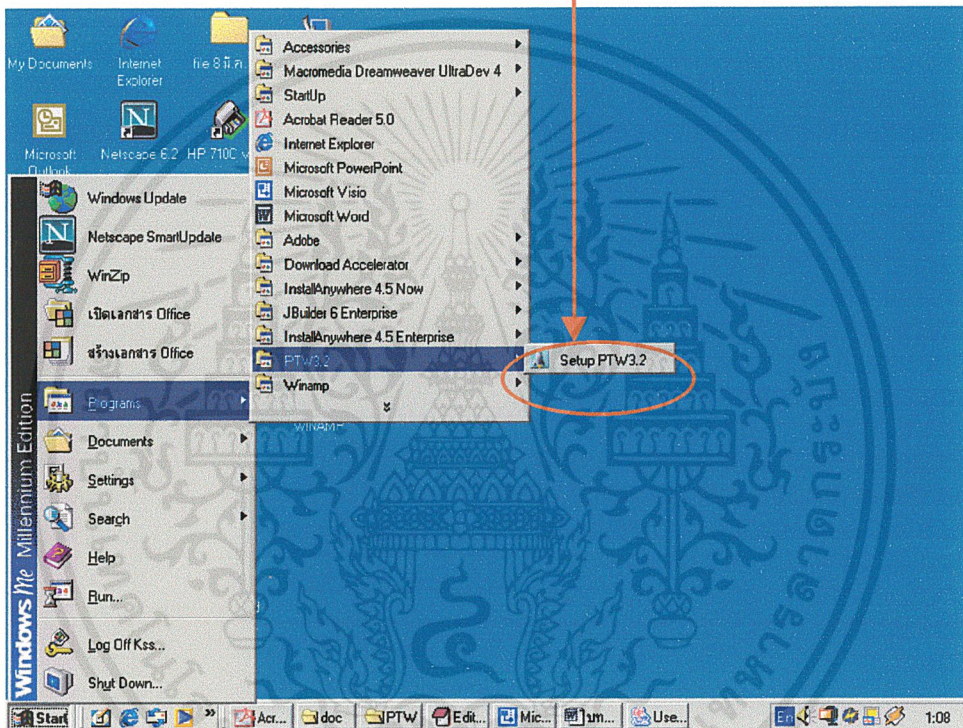 My Documents
Internet
Explorer
Microsoft
Outlook
Netscape 6.2
HP 7100
Accessories
Macromedia Dreamweaver UltraDev 4
StartUp
Acrobat Reader 5.0
Internet Explorer
Microsoft PowerPoint
Microsoft Visio
Microsoft Word
Adobe
Download Accelerator
InstallAnywhere 4.5 Now
JBuilder 6 Enterprise
InstallAnywhere 4.5 Enterprise
PTW3.2
Winamp
Setup PTW3.2
WINAMP
Windows Update
Netscape SmartUpdate
WinZip
เปิดเอกสาร Office
สร้างเอกสาร Office
Programs
Documents
Settings
Search
Help
Run...
Log Off Kss...
Shut Down...
Windows Me Millennium Edition
Start
Acr...
doc
PTW
Edit...
Mic...
Use...
En
1:08